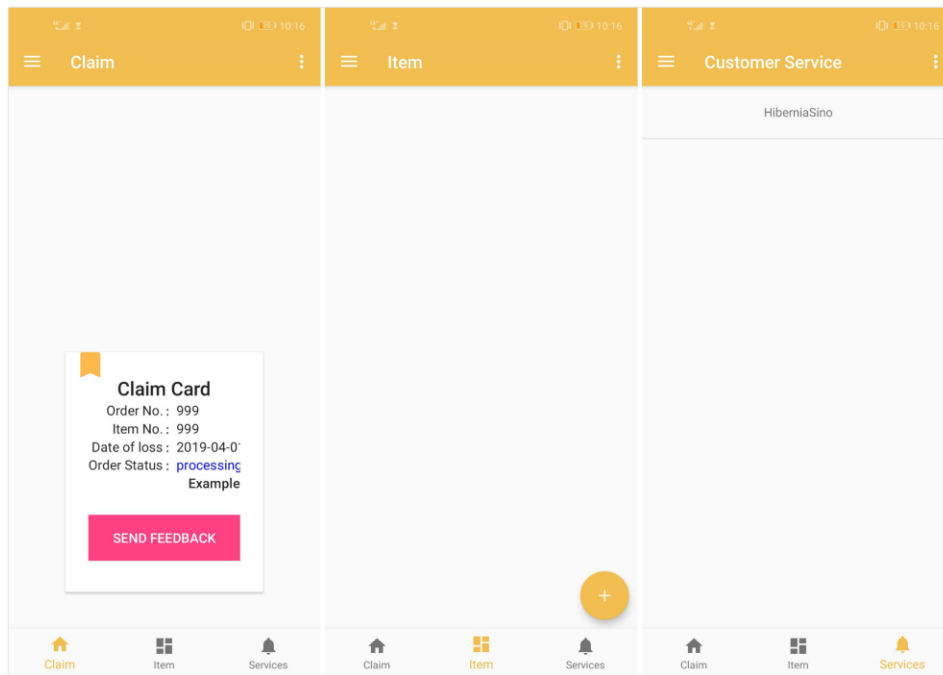 10:16
Claim
Claim Card
Order No. : 999
Item No. : 999
Date of loss : 2019-04-0
Order Status : processing
Example
SEND FEEDBACK
Claim
Item
Services
10:16
Item
+
Claim
Item
Services
10:16
Customer Service
HiberniaSino
Claim
Item
Services